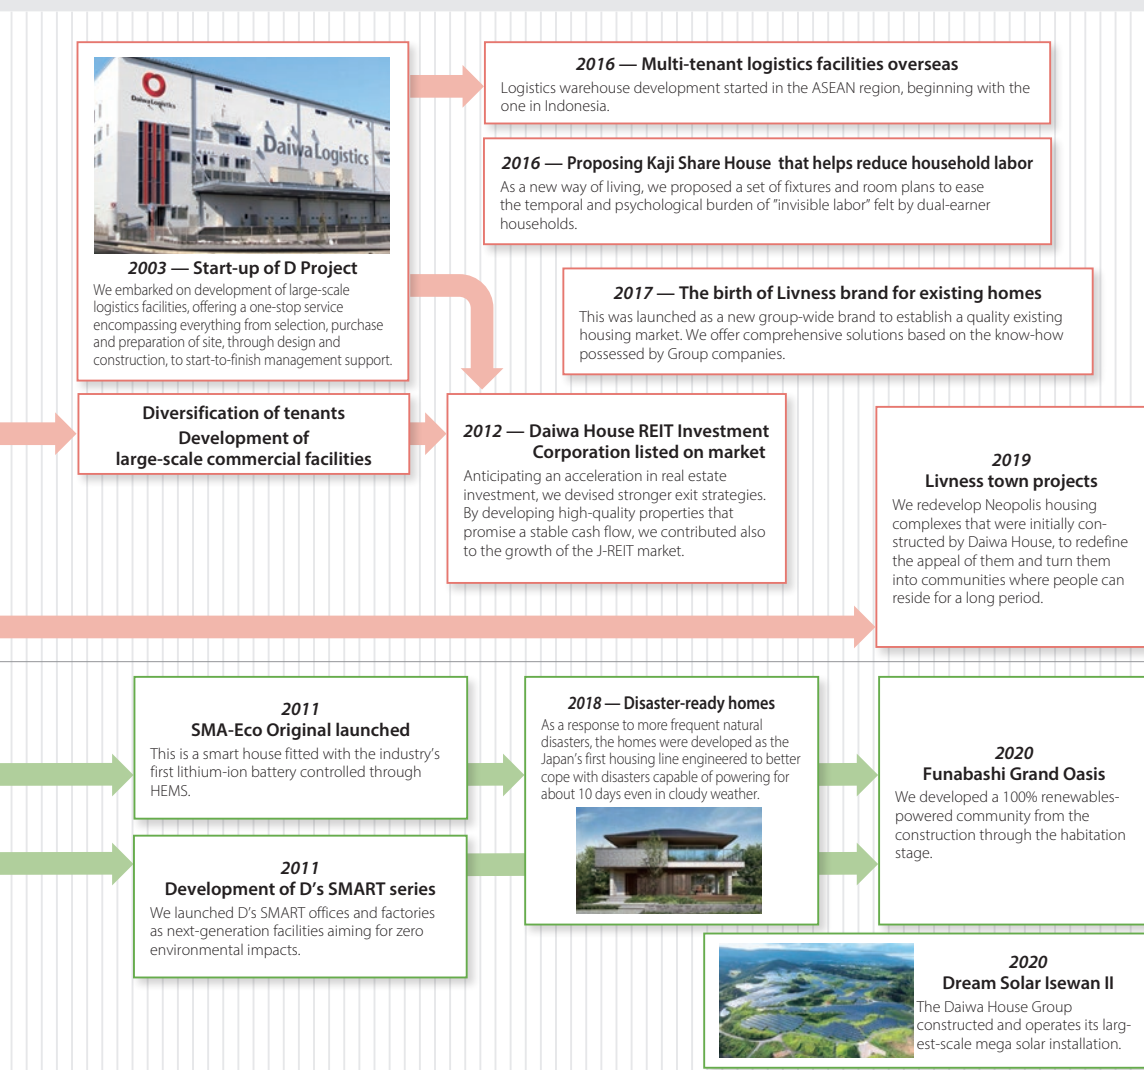 DaiwaLogistics
DaiwaLogistics
2003 — Start-up of D Project
We embarked on development of large-scale
logistics facilities, offering a one-stop service
encompassing everything from selection, purchase
and preparation of site, through design and
construction, to start-to-finish management support.
2016 — Multi-tenant logistics facilities overseas
Logistics warehouse development started in the ASEAN region, beginning with the
one in Indonesia.
2016 — Proposing Kaji Share House that helps reduce household labor
As a new way of living, we proposed a set of fixtures and room plans to ease
the temporal and psychological burden of "invisible labor" felt by dual-earner
households.
2017 — The birth of Livness brand for existing homes
This was launched as a new group-wide brand to establish a quality existing
housing market. We offer comprehensive solutions based on the know-how
possessed by Group companies.
Diversification of tenants
Development of
large-scale commercial facilities
2012 — Daiwa House REIT Investment
Corporation listed on market
Anticipating an acceleration in real estate
investment, we devised stronger exit strategies.
By developing high-quality properties that
promise a stable cash flow, we contributed also
to the growth of the J-REIT market.
2019
Livness town projects
We redevelop Neopolis housing
complexes that were initially con-
structed by Daiwa House, to redefine
the appeal of them and turn them
into communities where people can
reside for a long period.
2011
SMA-Eco Original launched
This is a smart house fitted with the industry's
first lithium-ion battery controlled through
HEMS.
2011
Development of D's SMART series
We launched D's SMART offices and factories
as next-generation facilities aiming for zero
environmental impacts.
2018 — Disaster-ready homes
As a response to more frequent natural
disasters, the homes were developed as the
Japan's first housing line engineered to better
cope with disasters capable of powering for
about 10 days even in cloudy weather.
2020
Funabashi Grand Oasis
We developed a 100% renewables-
powered community from the
construction through the habitation
stage.
2020
Dream Solar Isewan II
The Daiwa House Group
constructed and operates its larg-
est-scale mega solar installation.